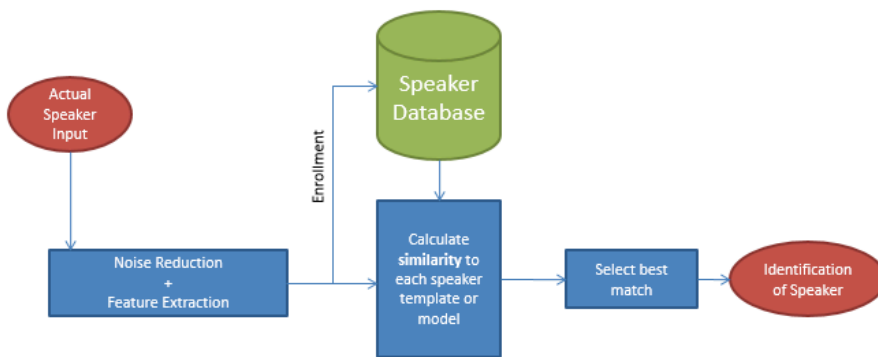 Actual
Speaker
Input
Noise Reduction
+
Feature Extraction
Enrollment
Speaker
Database
Calculate
similarity to
each speaker
template or
model
Select best
match
Identification
of Speaker